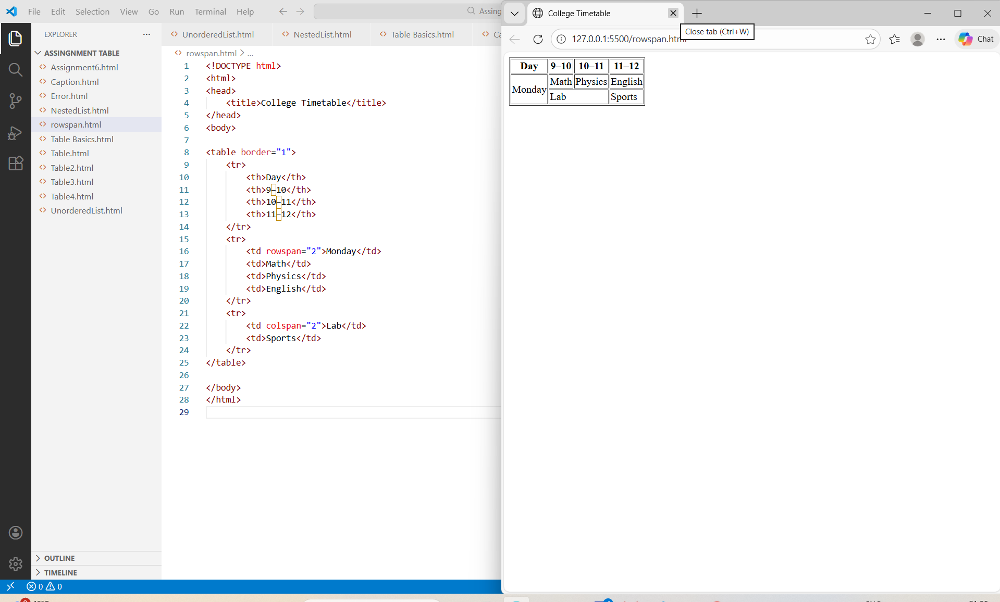 File Edit Selection View Go Run Terminal Help
Assing
EXPLORER
ASSINGNMENT TABLE
Assignment6.html
Caption.html
Error.html
NestedList.html
rowspan.html
Table Basics.html
Table.html
Table2.html
Table3.html
Table4.html
UnorderedList.html
OUTLINE
TIMELINE
0 0
UnorderedList.html NestedList.html Table Basics.html Ca
rowspan.html > ...
1 <!DOCTYPE html>
2 <html>
3 <head>
4 <title>College Timetable</title>
5 </head>
6 <body>
7
8 <table border="1">
9 <tr>
10 <th>Day</th>
11 <th>9–10</th>
12 <th>10–11</th>
13 <th>11–12</th>
14 </tr>
15 <tr>
16 <td rowspan="2">Monday</td>
17 <td>Math</td>
18 <td>Physics</td>
19 <td>English</td>
20 </tr>
21 <tr>
22 <td colspan="2">Lab</td>
23 <td>Sports</td>
24 </tr>
25 </table>
26
27 </body>
28 </html>
29
College Timetable
Close tab (Ctrl+W)
127.0.0.1:5500/rowspan.html
Chat
Day 9–10 10–11 11–12
Monday Math Physics English
Lab Sports